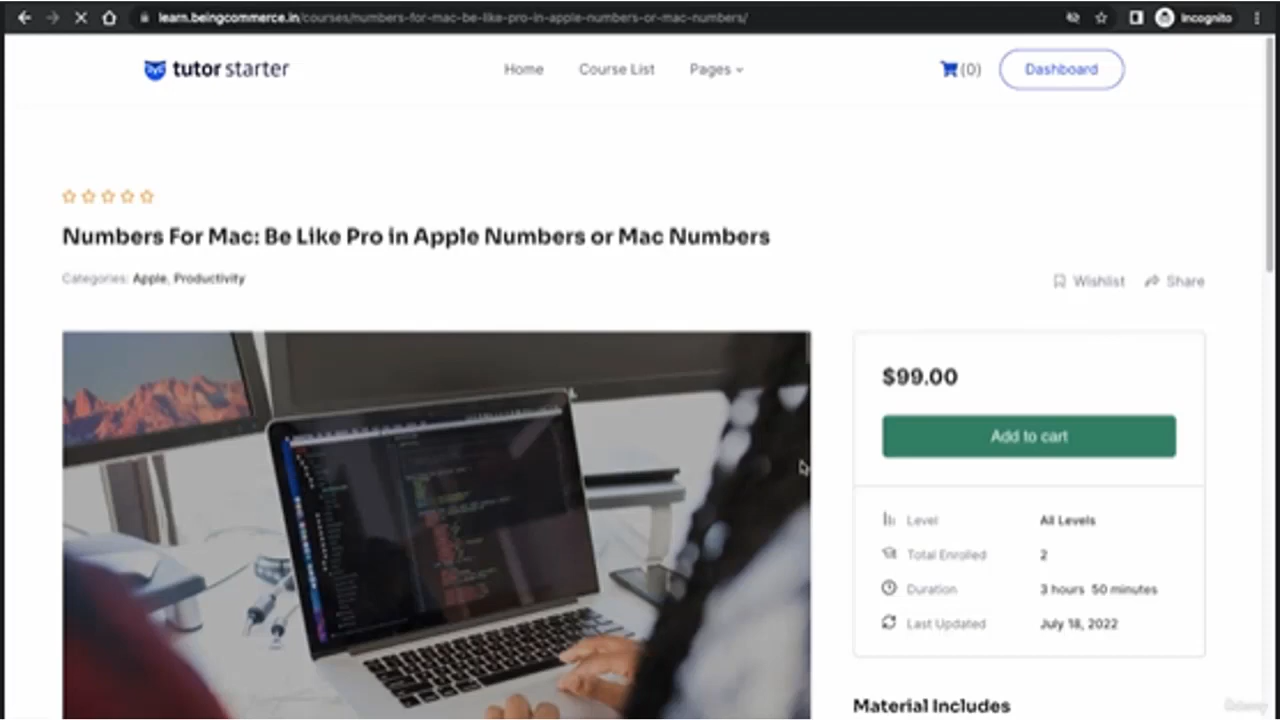 learn.beingcommerce.in/courses/numbers-for-mac-be-like-pro-in-apple-numbers-or-mac-numbers/
Incognito
tutor starter
Home
Course List
Pages
(0)
Dashboard
Numbers For Mac: Be Like Pro in Apple Numbers or Mac Numbers
Categories: Apple, Productivity
Wishlist
Share
$99.00
Add to cart
Level All Levels
Total Enrolled 2
Duration 3 hours 50 minutes
Last Updated July 18, 2022
Material Includes
Udemy